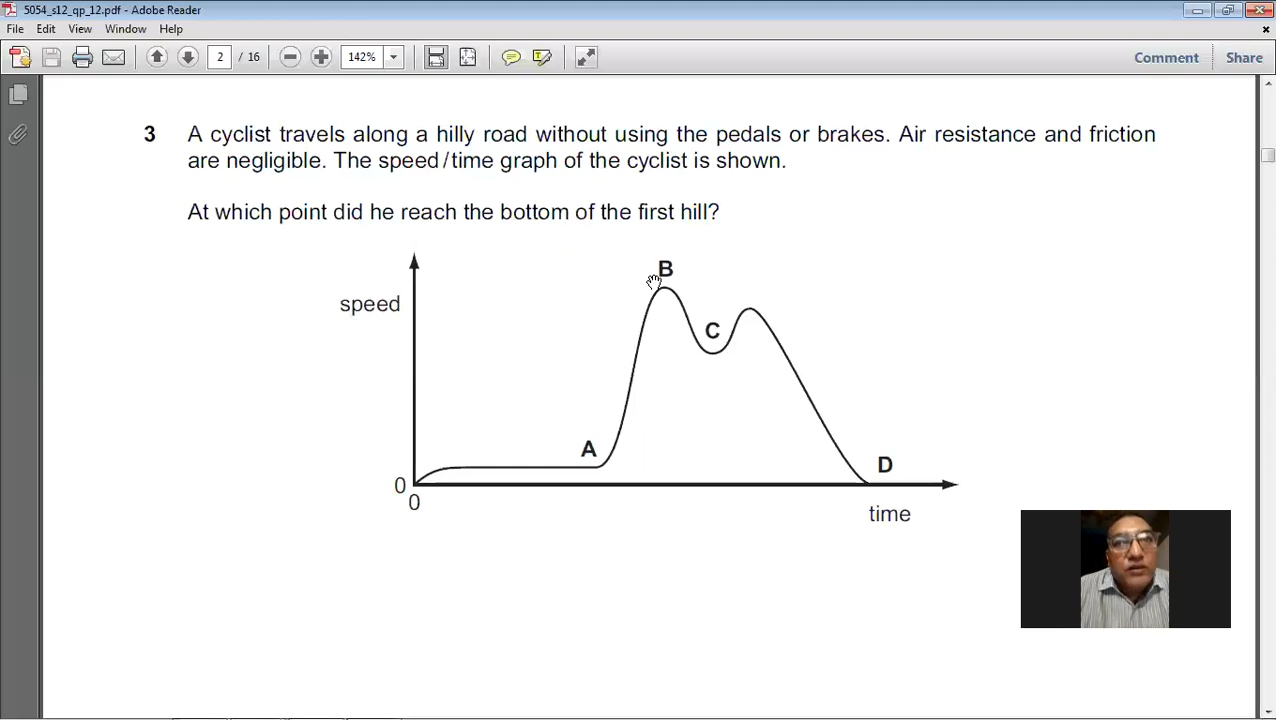 5054_s12_qp_12.pdf - Adobe Reader
File Edit View Window Help
2 / 16 142% Comment Share
3 A cyclist travels along a hilly road without using the pedals or brakes. Air resistance and friction
are negligible. The speed / time graph of the cyclist is shown.
At which point did he reach the bottom of the first hill?
B
speed
C
A
D
0
0
time